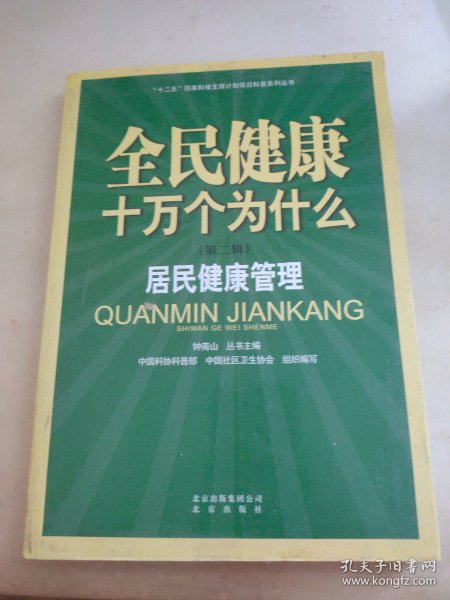 “十二五”国家科技支撑计划项目科普系列丛书
全民健康
十万个为什么
（第二辑）
居民健康管理
QUANMIN JIANKANG
SHIWAN GE WEI SHENME
钟南山 丛书主编
中国科协科普部 中国社区卫生协会 组织编写
北京出版集团公司
北京出版社
孔夫子旧书网
www.kongfz.com